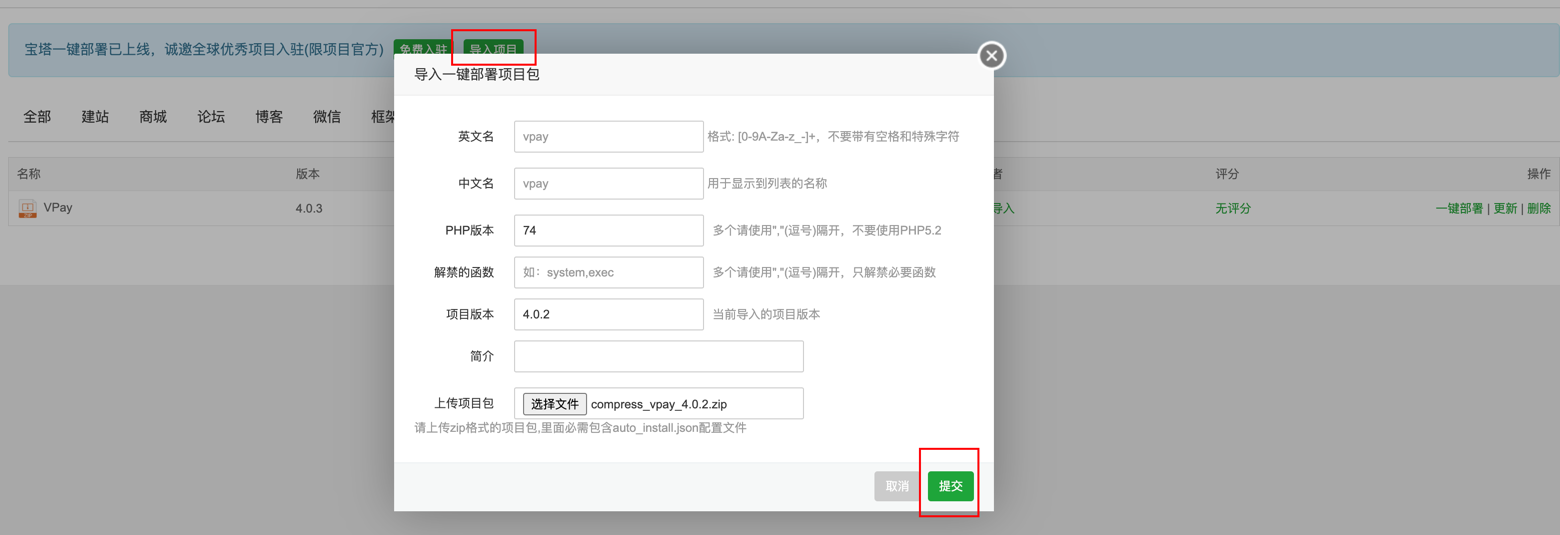 宝塔一键部署已上线，诚邀全球优秀项目入驻(限项目官方) 免费入驻 导入项目
导入一键部署项目包
全部 建站 商城 论坛 博客 微信 框架
英文名 vpay 格式: [0-9A-Za-z_-]+，不要带有空格和特殊字符
名称 版本 者 评分 操作
中文名 vpay 用于显示到列表的名称
VPay 4.0.3 导入 无评分 一键部署 | 更新 | 删除
PHP版本 74 多个请使用","(逗号)隔开，不要使用PHP5.2
解禁的函数 如：system,exec 多个请使用","(逗号)隔开，只解禁必要函数
项目版本 4.0.2 当前导入的项目版本
简介
上传项目包 选择文件 compress_vpay_4.0.2.zip
请上传zip格式的项目包,里面必需包含auto_install.json配置文件
取消 提交